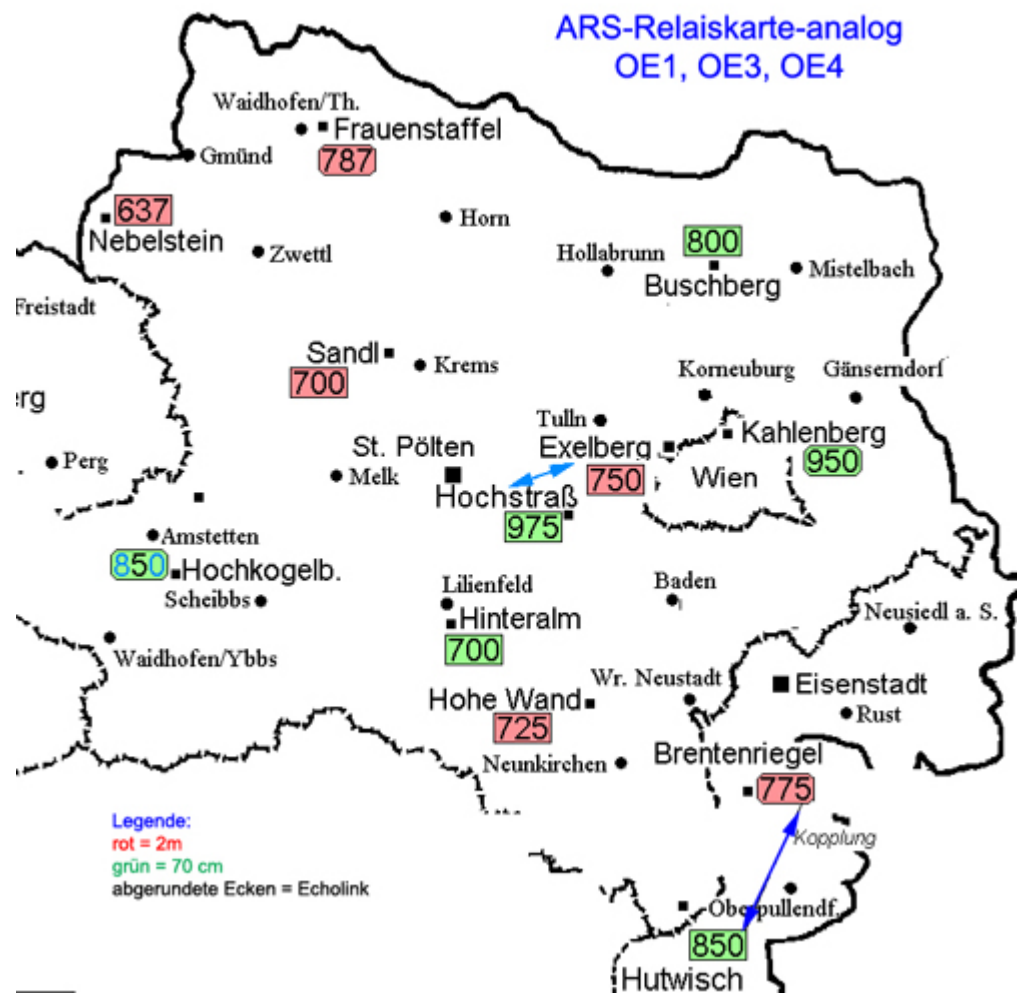 ARS-Relaiskarte-analog
OE1, OE3, OE4
Waidhofen/Th.
Frauenstaffel
787
Gmünd
637
Nebelstein
Horn
Zwettl
800
Hollabrunn
Mistelbach
Buschberg
Freistadt
Sandl
700
Krems
Korneuburg
Gänserndorf
rg
Tulln
St. Pölten
Exelberg
750
Kahlenberg
950
Perg
Melk
Wien
Hochstraß
975
Amstetten
850
Hochkogelb.
Scheibbs
Lilienfeld
Hinteralm
700
Baden
Neusiedl a. S.
Waidhofen/Ybbs
Wr. Neustadt
Eisenstadt
Hohe Wand
725
Rust
Neunkirchen
Brentenriegel
775
Kopplung
Legende:
rot = 2m
grün = 70 cm
abgerundete Ecken = Echolink
Oberpullendf.
850
Hutwisch